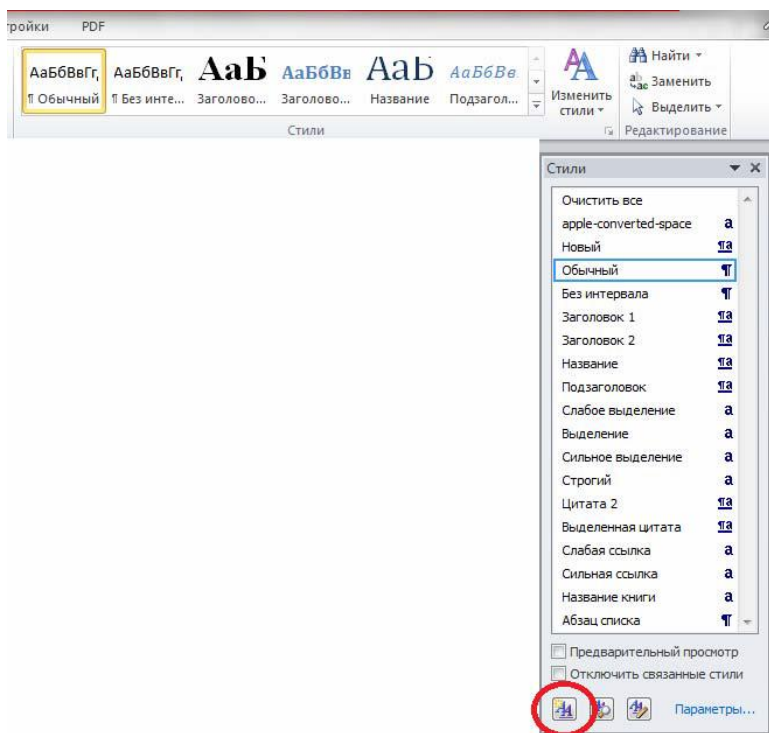 ройки PDF
АаБбВвГг, АаБбВвГг, АаБ АаБбВв АаБ АаБбВв
¶ Обычный ¶ Без инте... Заголово... Заголово... Название Подзагол...
Изменить стили
Найти
Заменить
Выделить
Стили
Редактирование
Стили
Очистить все
apple-converted-space a
Новый ¶a
Обычный ¶
Без интервала ¶
Заголовок 1 ¶a
Заголовок 2 ¶a
Название ¶a
Подзаголовок ¶a
Слабое выделение a
Выделение a
Сильное выделение a
Строгий a
Цитата 2 ¶a
Выделенная цитата ¶a
Слабая ссылка a
Сильная ссылка a
Название книги a
Абзац списка ¶
Предварительный просмотр
Отключить связанные стили
Параметры...